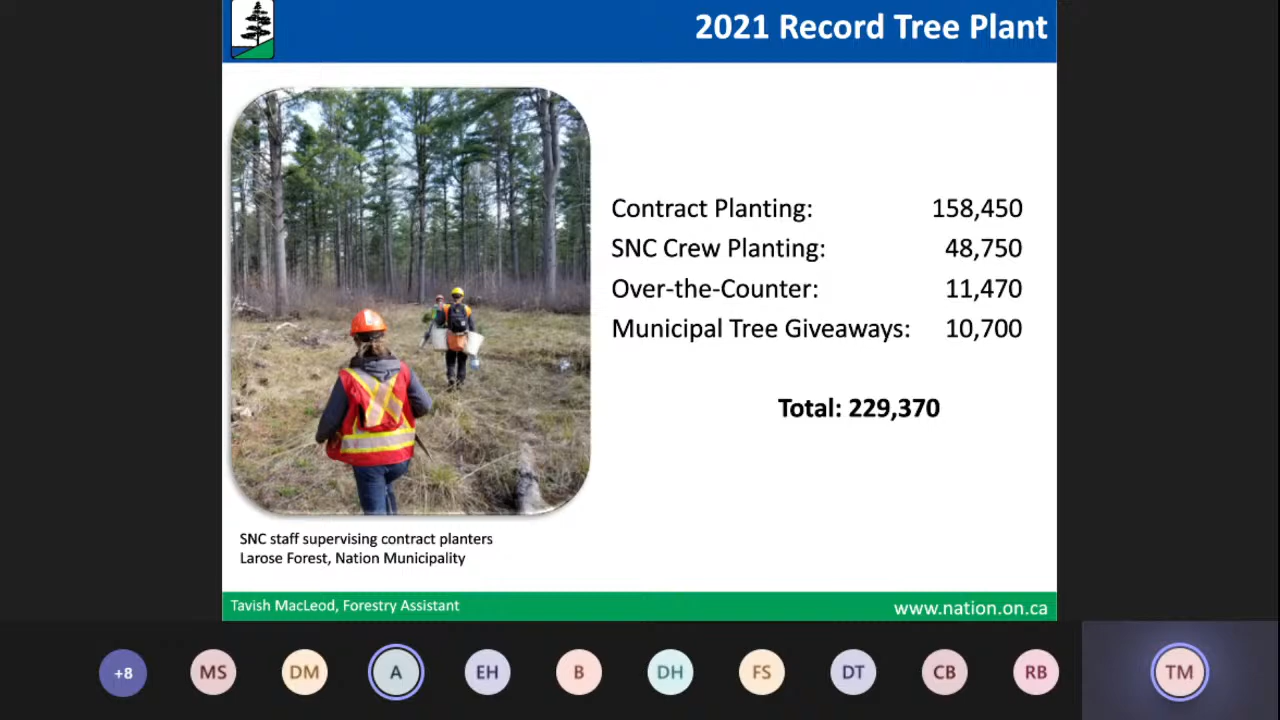 2021 Record Tree Plant
Contract Planting: 158,450
SNC Crew Planting: 48,750
Over-the-Counter: 11,470
Municipal Tree Giveaways: 10,700
Total: 229,370
SNC staff supervising contract planters
Larose Forest, Nation Municipality
Tavish MacLeod, Forestry Assistant
www.nation.on.ca
+8 MS DM A EH B DH FS DT CB RB TM